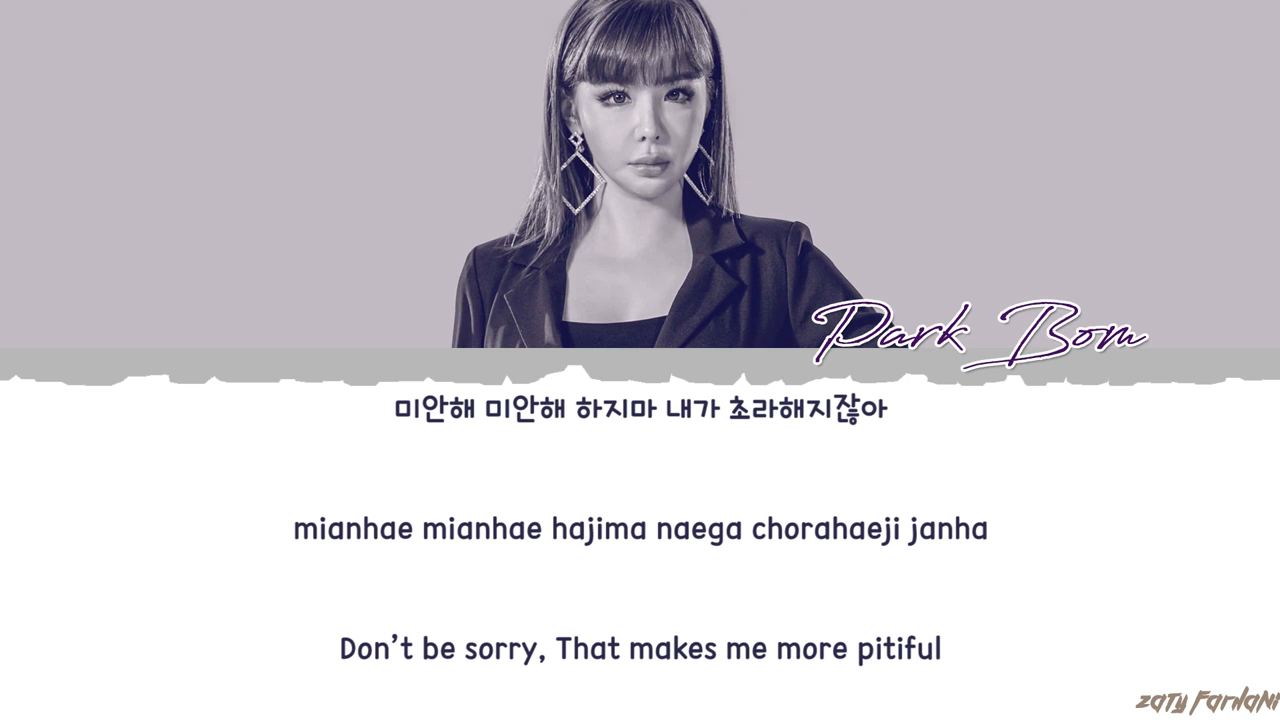 Park Bom
미안해 미안해 하지마 내가 초라해지잖아
mianhae mianhae hajima naega chorahaeji janha
Don't be sorry, That makes me more pitiful
zaty farhani